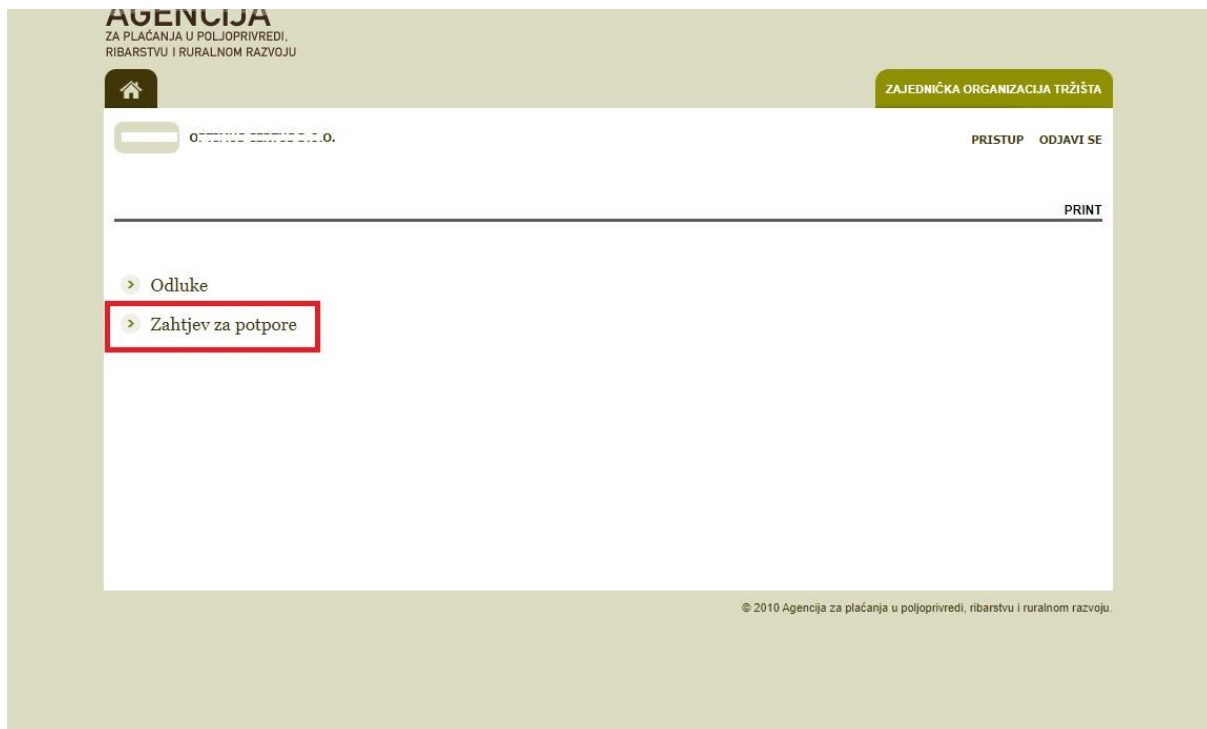 AGENCIJA
ZA PLAĆANJA U POLJOPRIVREDI,
RIBARSTVU I RURALNOM RAZVOJU
ZAJEDNIČKA ORGANIZACIJA TRŽIŠTA
PRISTUP ODJAVI SE
PRINT
Odluke
Zahtjev za potpore
© 2010 Agencija za plaćanja u poljoprivredi, ribarstvu i ruralnom razvoju.